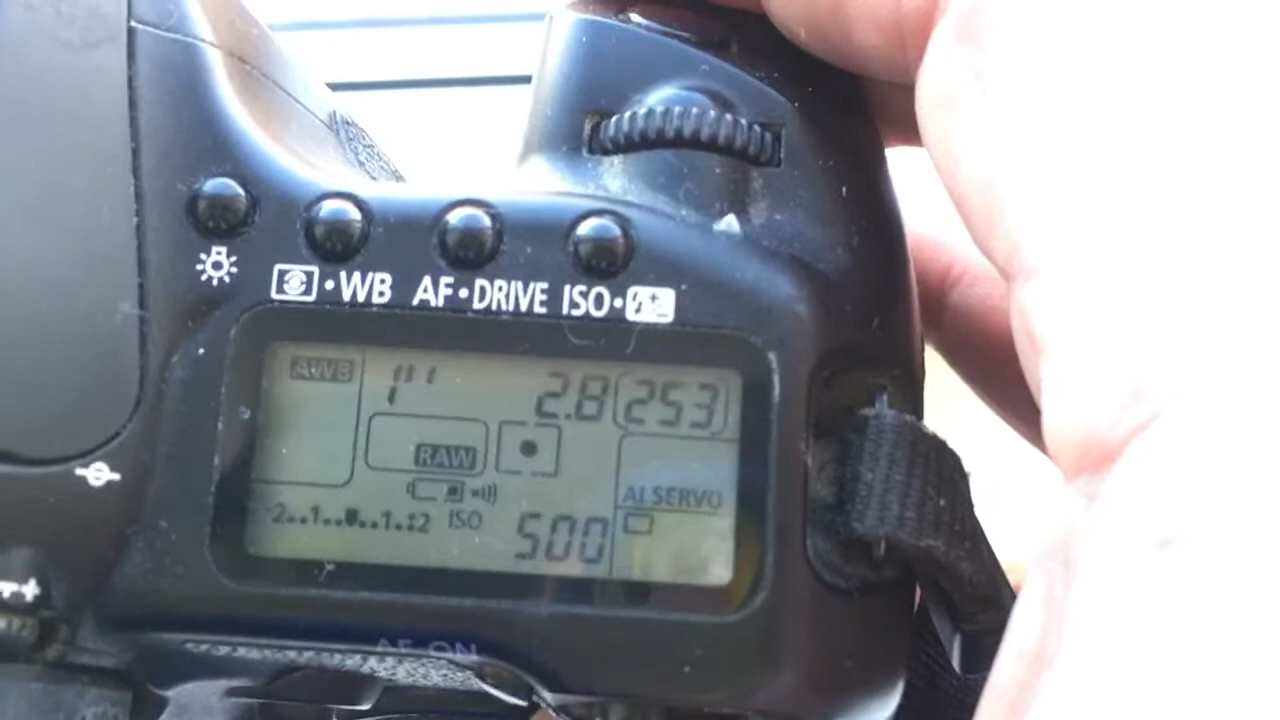 ·WB AF·DRIVE ISO·
AWB 1" 2.8 253
RAW
AI SERVO
-2..1..0..1.:2 ISO 500
AF-ON